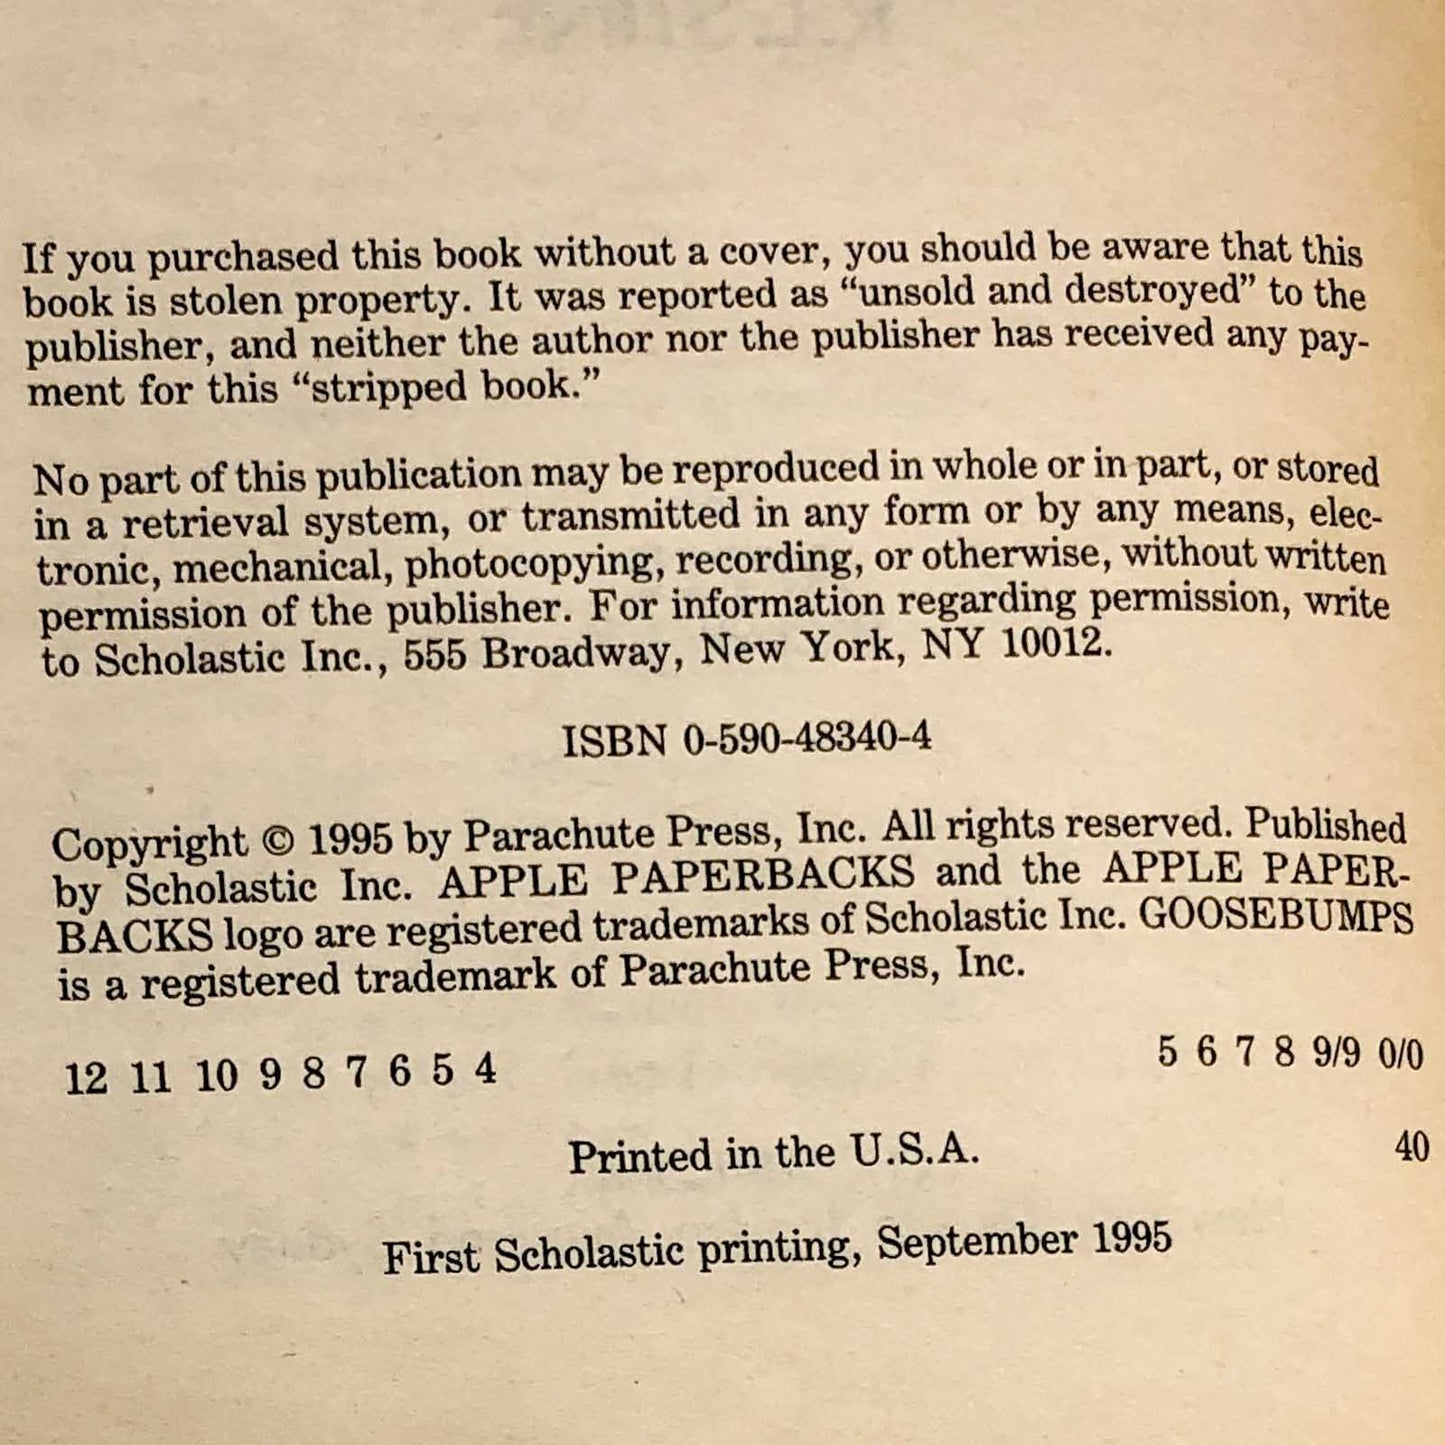 If you purchased this book without a cover, you should be aware that this
book is stolen property. It was reported as “unsold and destroyed” to the
publisher, and neither the author nor the publisher has received any pay-
ment for this “stripped book.”
No part of this publication may be reproduced in whole or in part, or stored
in a retrieval system, or transmitted in any form or by any means, elec-
tronic, mechanical, photocopying, recording, or otherwise, without written
permission of the publisher. For information regarding permission, write
to Scholastic Inc., 555 Broadway, New York, NY 10012.
ISBN 0-590-48340-4
Copyright © 1995 by Parachute Press, Inc. All rights reserved. Published
by Scholastic Inc. APPLE PAPERBACKS and the APPLE PAPER-
BACKS logo are registered trademarks of Scholastic Inc. GOOSEBUMPS
is a registered trademark of Parachute Press, Inc.
12 11 10 9 8 7 6 5 4 5 6 7 8 9/9 0/0
Printed in the U.S.A. 40
First Scholastic printing, September 1995